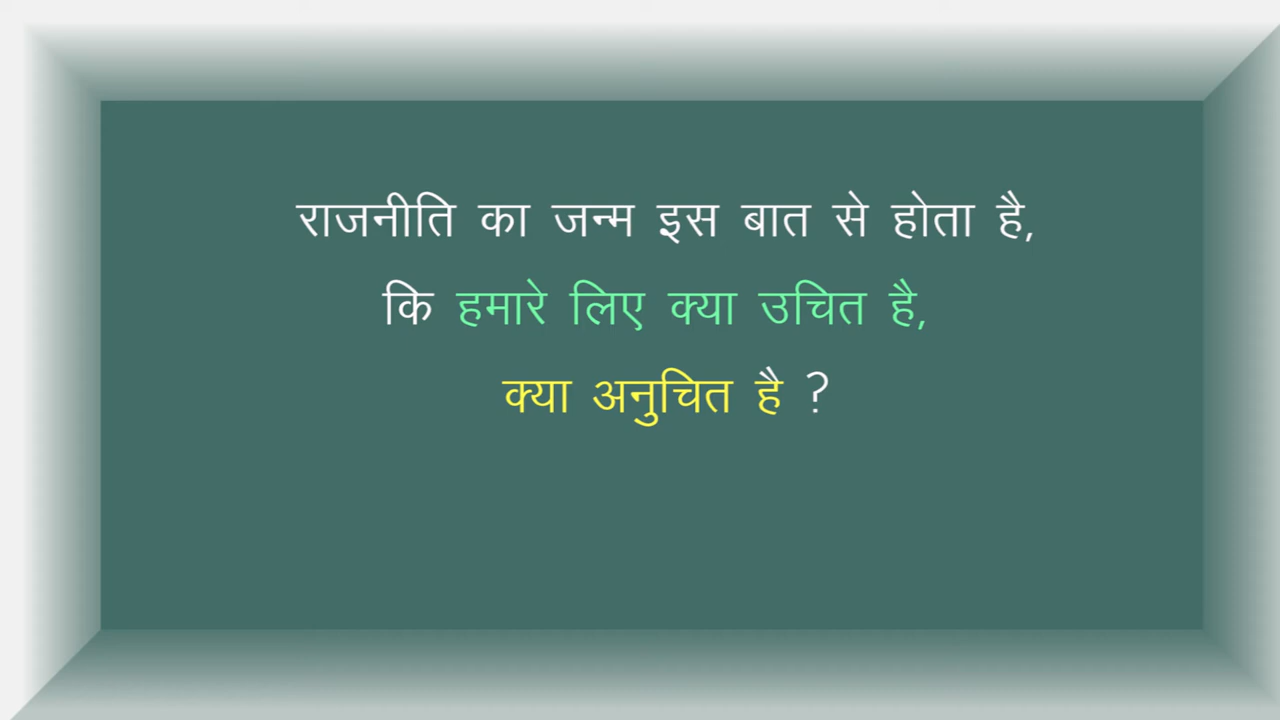 राजनीति का जन्म इस बात से होता है,
कि हमारे लिए क्या उचित है,
क्या अनुचित है ?